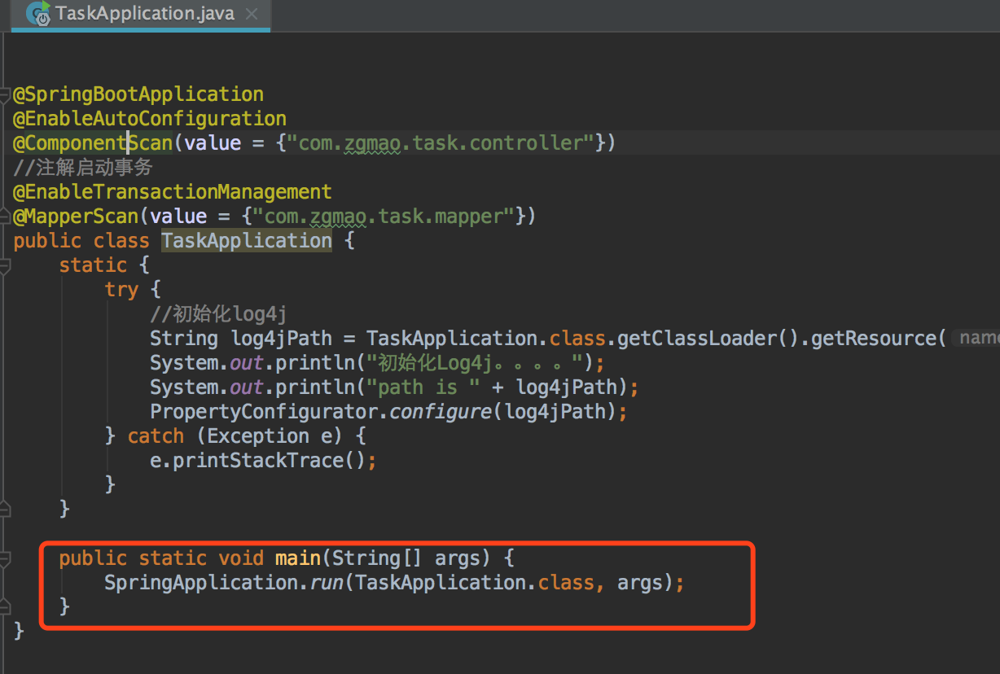 TaskApplication.java
@SpringBootApplication
@EnableAutoConfiguration
@ComponentScan(value = {"com.zgmao.task.controller"})
//注解启动事务
@EnableTransactionManagement
@MapperScan(value = {"com.zgmao.task.mapper"})
public class TaskApplication {
    static {
        try {
            //初始化log4j
            String log4jPath = TaskApplication.class.getClassLoader().getResource( name
            System.out.println("初始化Log4j。。。。");
            System.out.println("path is " + log4jPath);
            PropertyConfigurator.configure(log4jPath);
        } catch (Exception e) {
            e.printStackTrace();
        }
    }
    public static void main(String[] args) {
        SpringApplication.run(TaskApplication.class, args);
    }
}